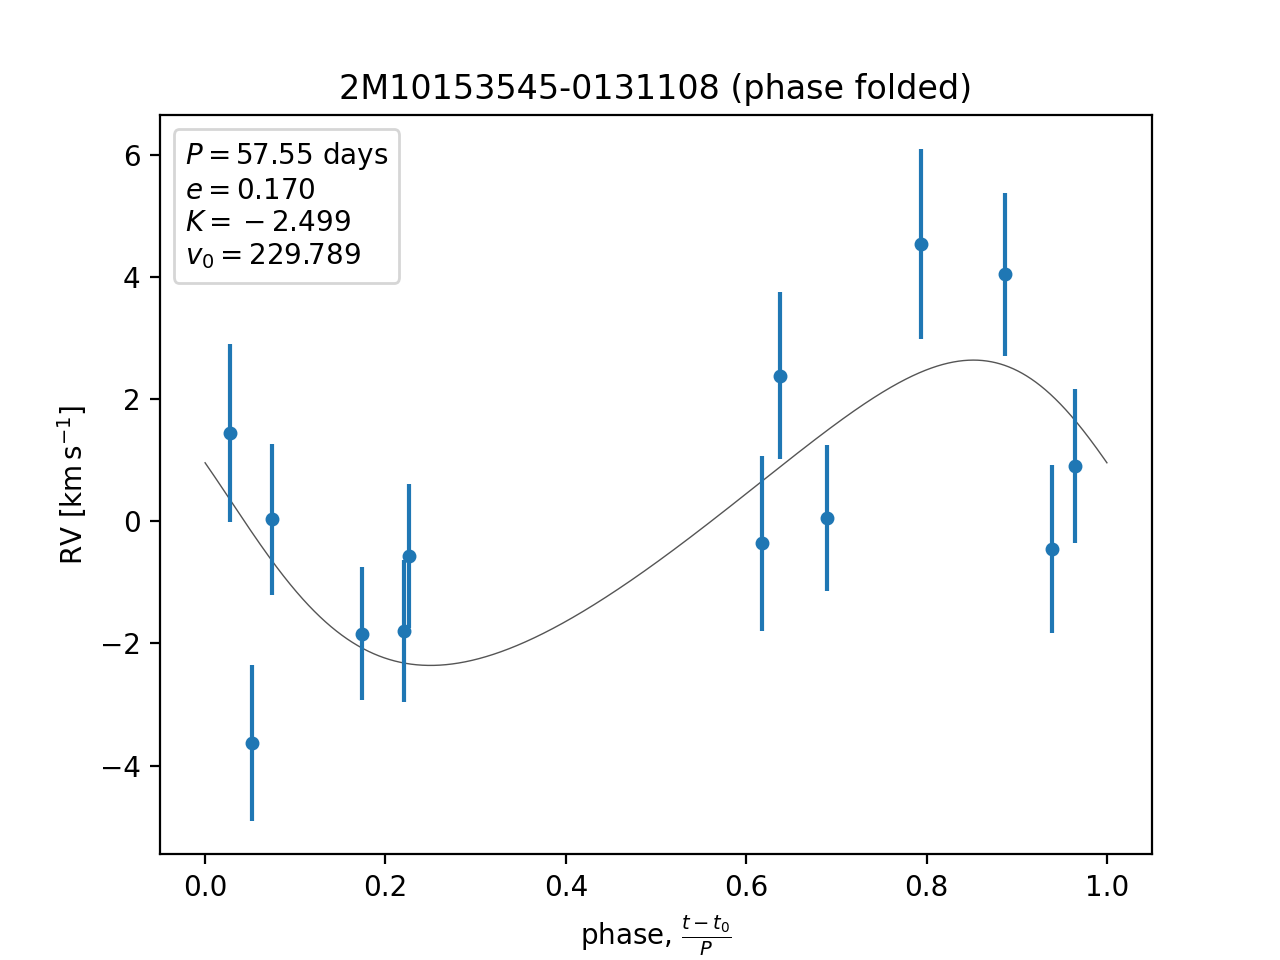 2M10153545-0131108 (phase folded)
P = 57.55 days
e = 0.170
K = −2.499
v₀ = 229.789
6
4
2
0
−2
−4
RV [km s⁻¹]
0.0 0.2 0.4 0.6 0.8 1.0
phase, (t − t₀)/P